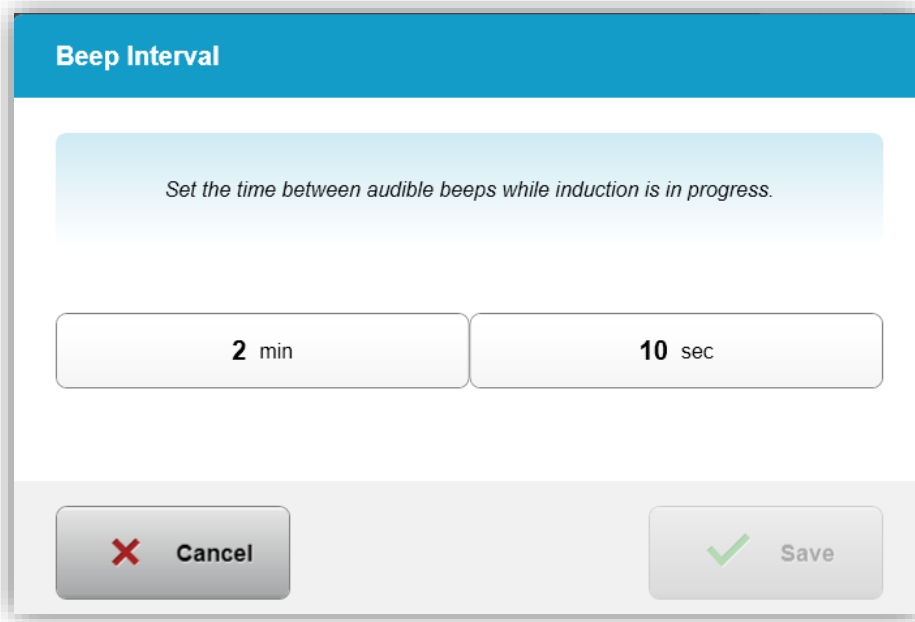 Beep Interval
Set the time between audible beeps while induction is in progress.
2 min
10 sec
Cancel
Save